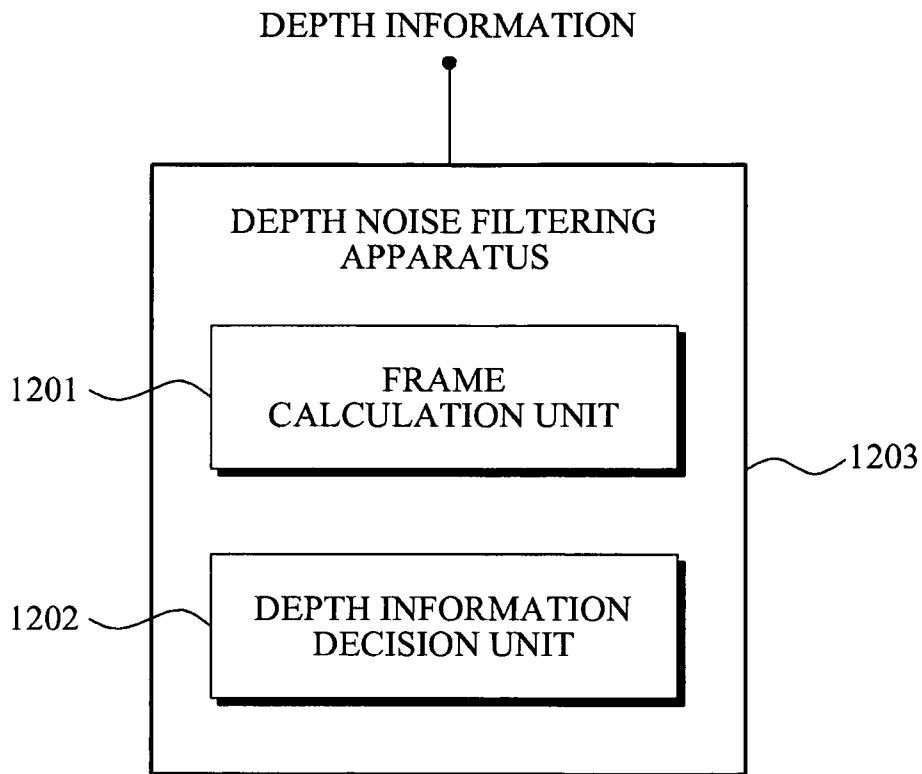 DEPTH INFORMATION
DEPTH NOISE FILTERING
APPARATUS
1201
FRAME
CALCULATION UNIT
1203
1202
DEPTH INFORMATION
DECISION UNIT